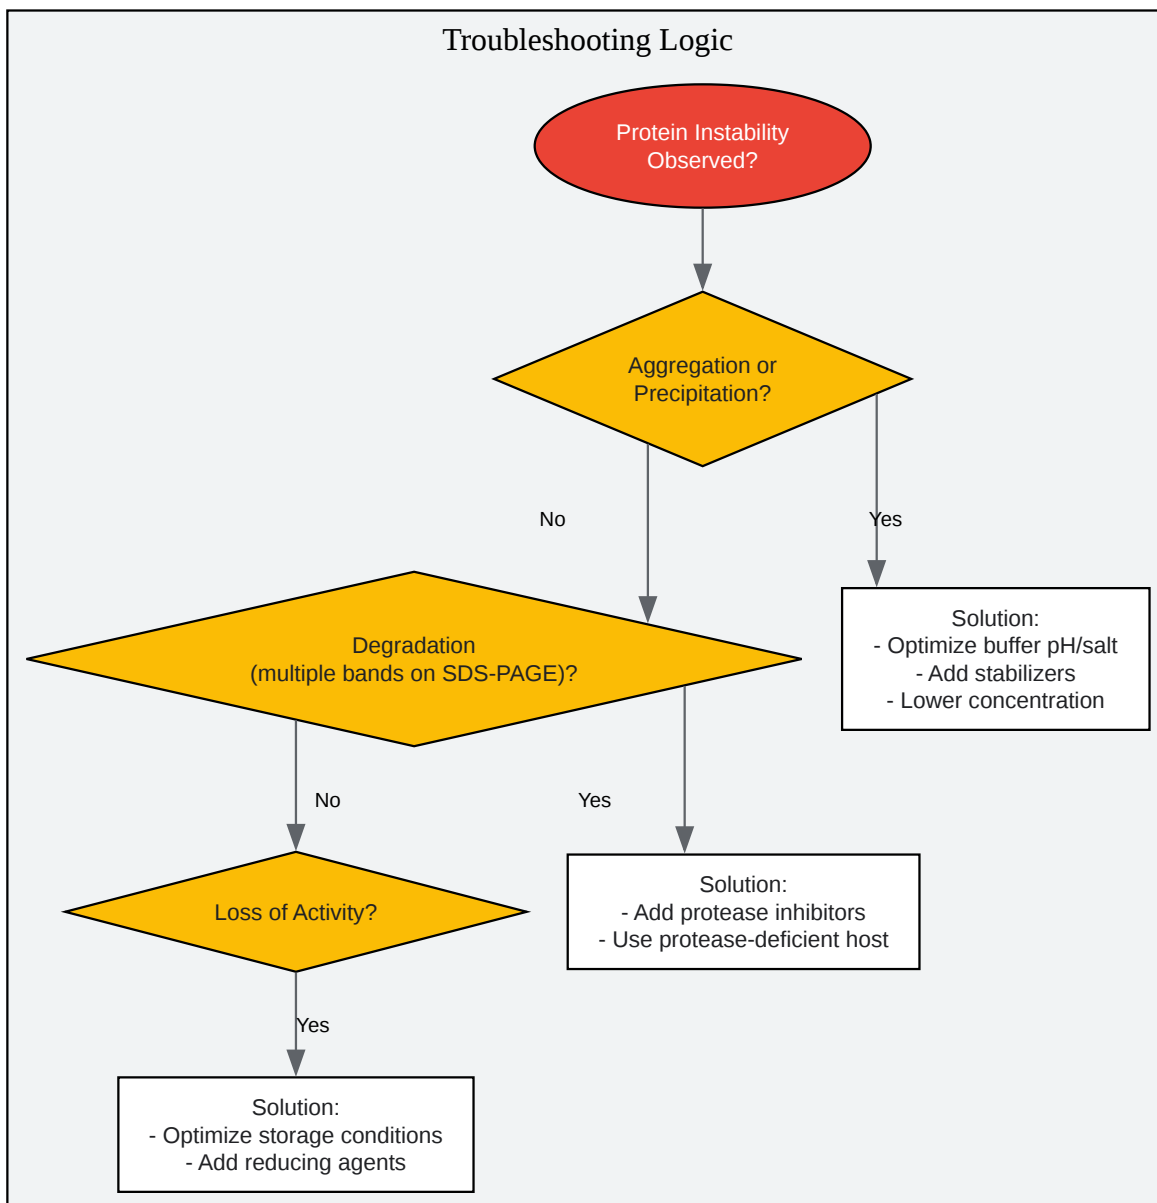 Troubleshooting Logic
Protein Instability
Observed?
Aggregation or
Precipitation?
No
Yes
Degradation
(multiple bands on SDS-PAGE)?
Solution:
- Optimize buffer pH/salt
- Add stabilizers
- Lower concentration
No
Yes
Loss of Activity?
Solution:
- Add protease inhibitors
- Use protease-deficient host
Yes
Solution:
- Optimize storage conditions
- Add reducing agents